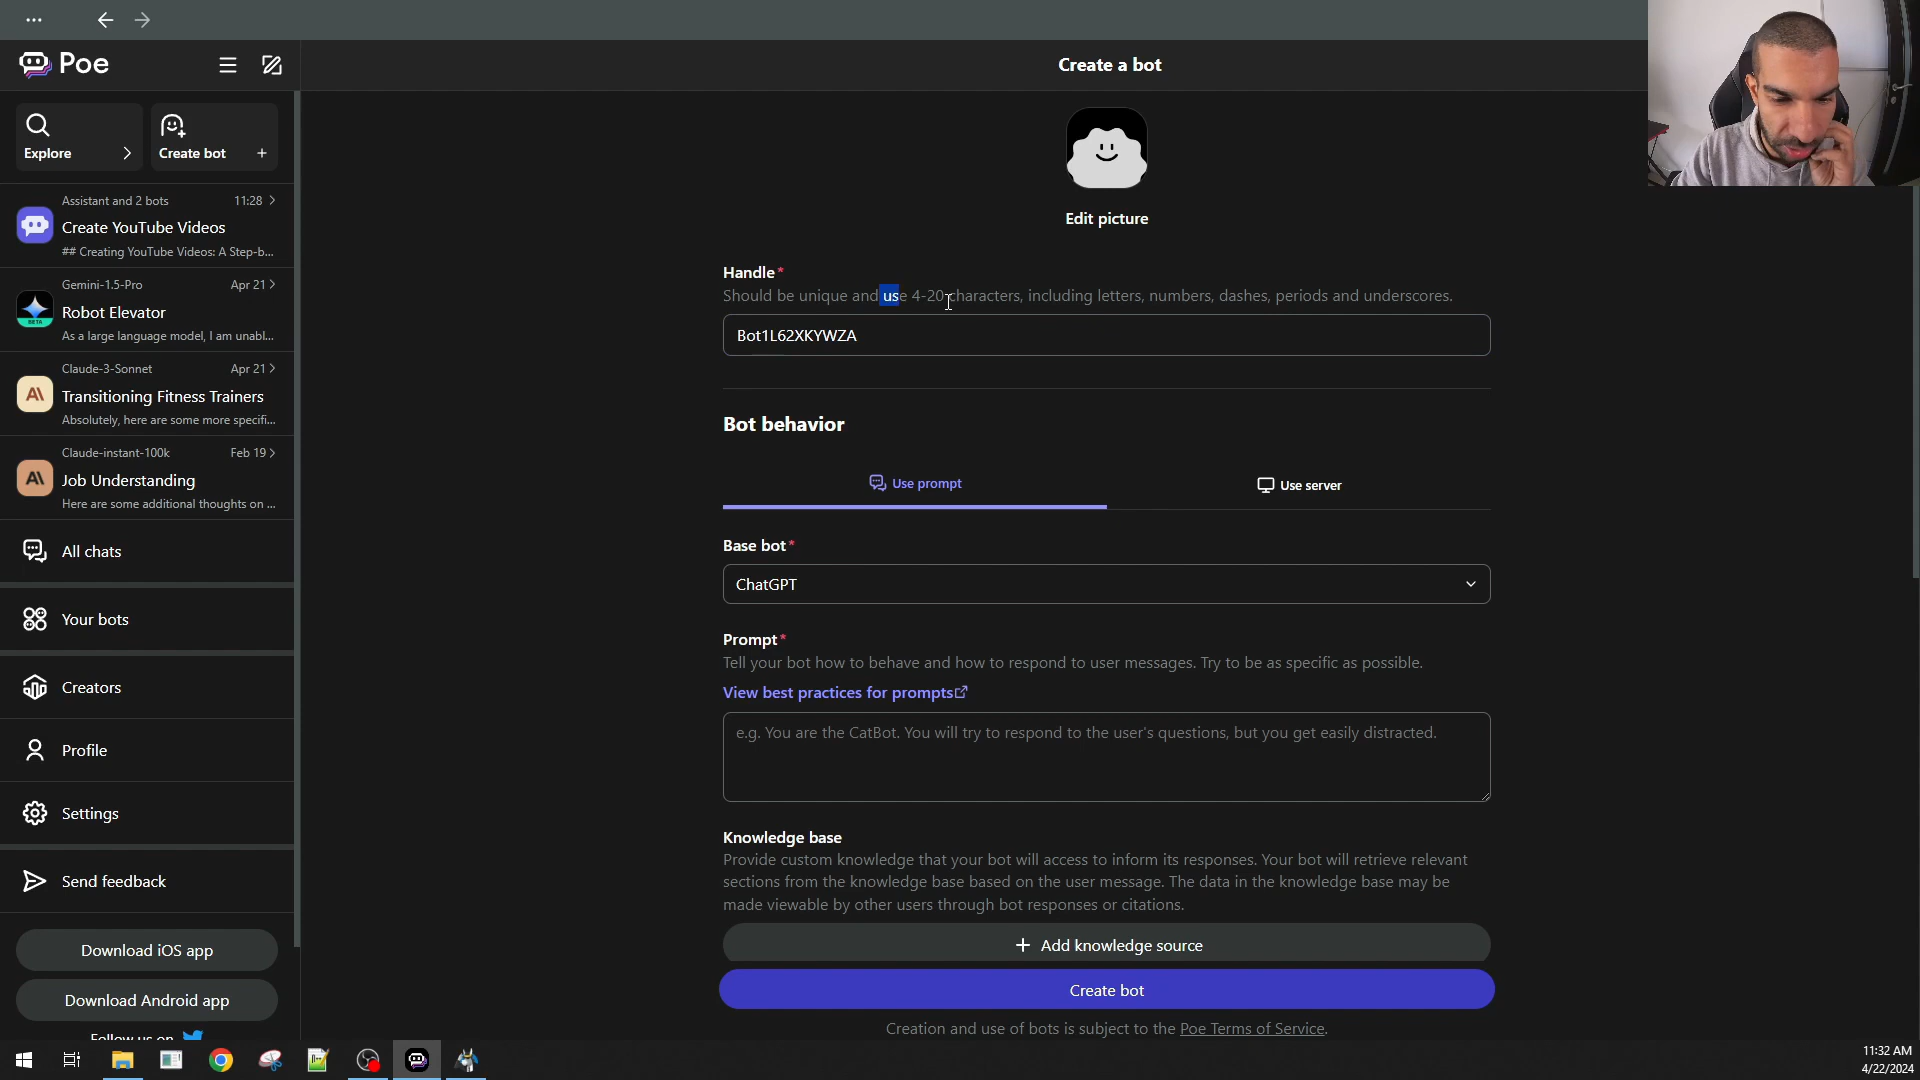 Poe
Create a bot
Explore
Create bot
Assistant and 2 bots 11:28
Create YouTube Videos
## Creating YouTube Videos: A Step-b...
Gemini-1.5-Pro Apr 21
Robot Elevator
As a large language model, I am unabl...
Claude-3-Sonnet Apr 21
Transitioning Fitness Trainers
Absolutely, here are some more specifi...
Claude-instant-100k Feb 19
Job Understanding
Here are some additional thoughts on ...
All chats
Your bots
Creators
Profile
Settings
Send feedback
Download iOS app
Download Android app
Follow us on
Edit picture
Handle*
Should be unique and use 4-20 characters, including letters, numbers, dashes, periods and underscores.
Bot1L62XKYWZA
Bot behavior
Use prompt Use server
Base bot*
ChatGPT
Prompt*
Tell your bot how to behave and how to respond to user messages. Try to be as specific as possible.
View best practices for prompts
e.g. You are the CatBot. You will try to respond to the user's questions, but you get easily distracted.
Knowledge base
Provide custom knowledge that your bot will access to inform its responses. Your bot will retrieve relevant
sections from the knowledge base based on the user message. The data in the knowledge base may be
made viewable by other users through bot responses or citations.
+ Add knowledge source
Create bot
Creation and use of bots is subject to the Poe Terms of Service.
11:32 AM
4/22/2024